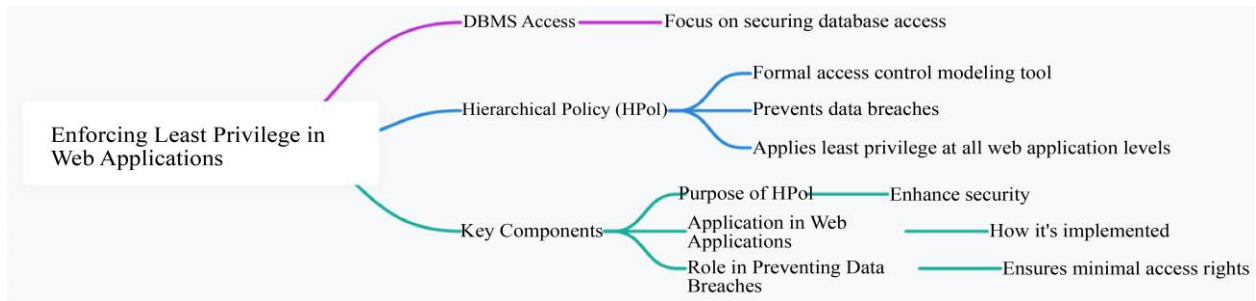 DBMS Access
Focus on securing database access
Enforcing Least Privilege in
Web Applications
Hierarchical Policy (HPol)
Formal access control modeling tool
Prevents data breaches
Applies least privilege at all web application levels
Key Components
Purpose of HPol
Enhance security
Application in Web
Applications
How it's implemented
Role in Preventing Data
Breaches
Ensures minimal access rights